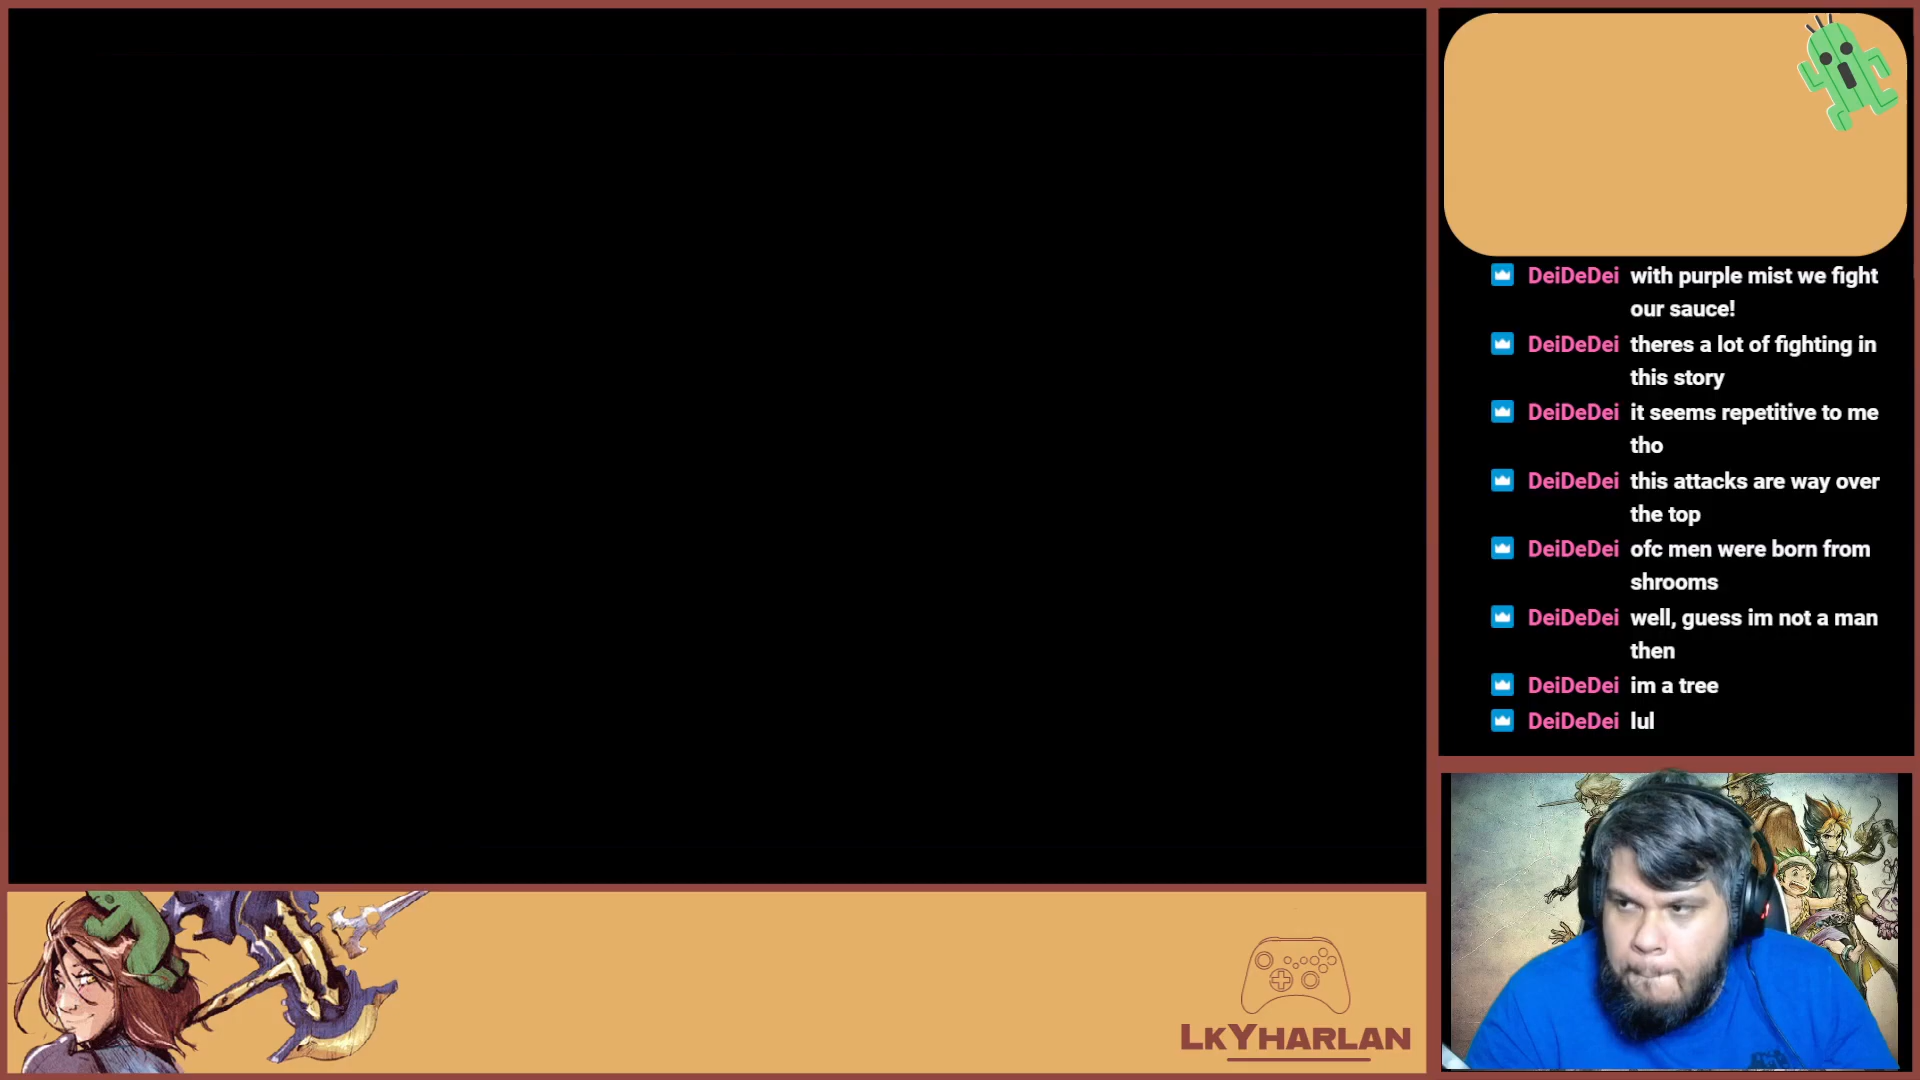 DeiDeDei with purple mist we fight
our sauce!
DeiDeDei theres a lot of fighting in
this story
DeiDeDei it seems repetitive to me
tho
DeiDeDei this attacks are way over
the top
DeiDeDei ofc men were born from
shrooms
DeiDeDei well, guess im not a man
then
DeiDeDei im a tree
DeiDeDei lul
LKYHARLAN